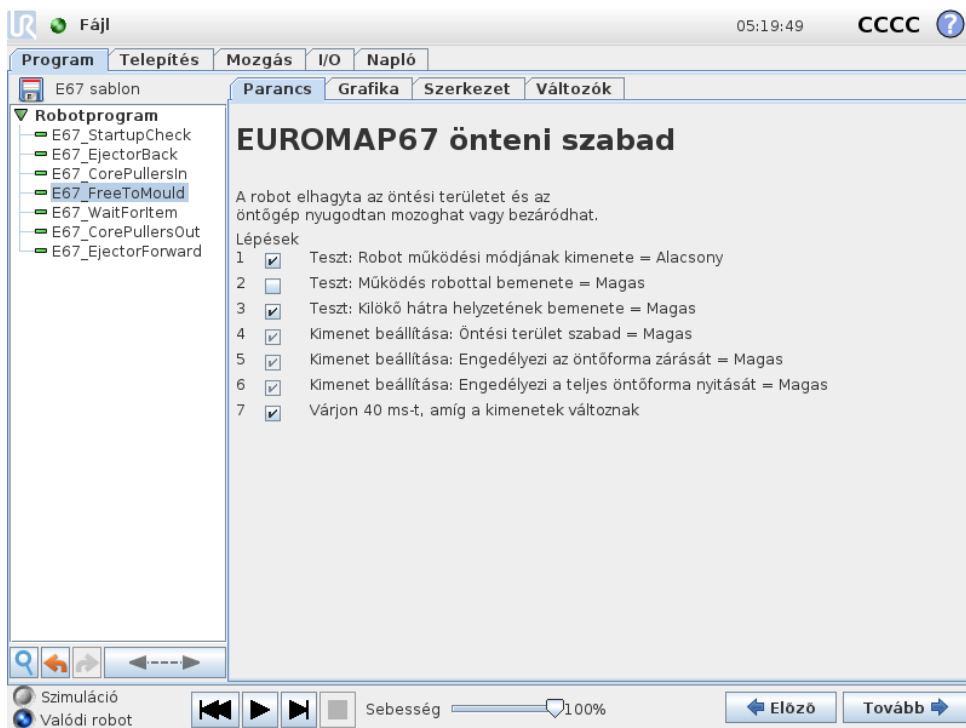 Fájl
05:19:49
CCCC
?
Program Telepítés Mozgás I/O Napló
E67 sablon
Parancs Grafika Szerkezet Változók
Robotprogram
E67_StartupCheck
E67_EjectorBack
E67_CorePullersIn
E67_FreeToMould
E67_WaitForItem
E67_CorePullersOut
E67_EjectorForward
EUROMAP67 önteni szabad
A robot elhagyta az öntési területet és az
öntőgép nyugodtan mozoghat vagy bezáródhat.
Lépések
1 Teszt: Robot működési módjának kimenete = Alacsony
2 Teszt: Működés robottal bemenete = Magas
3 Teszt: Kilökő hátra helyzetének bemenete = Magas
4 Kimenet beállítása: Öntési terület szabad = Magas
5 Kimenet beállítása: Engedélyezi az öntőforma zárását = Magas
6 Kimenet beállítása: Engedélyezi a teljes öntőforma nyitását = Magas
7 Várjon 40 ms-t, amíg a kimenetek változnak
Szimuláció
Valódi robot
Sebesség 100%
Előző
Tovább